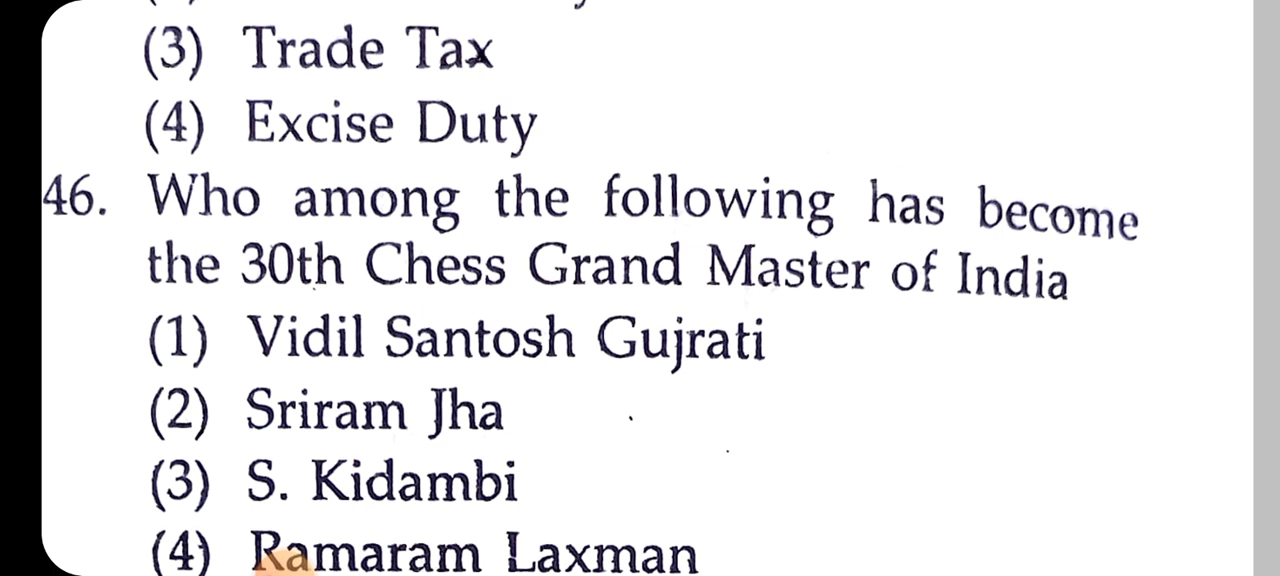 (3) Trade Tax
(4) Excise Duty
46. Who among the following has become
the 30th Chess Grand Master of India
(1) Vidil Santosh Gujrati
(2) Sriram Jha
(3) S. Kidambi
(4) Ramaram Laxman